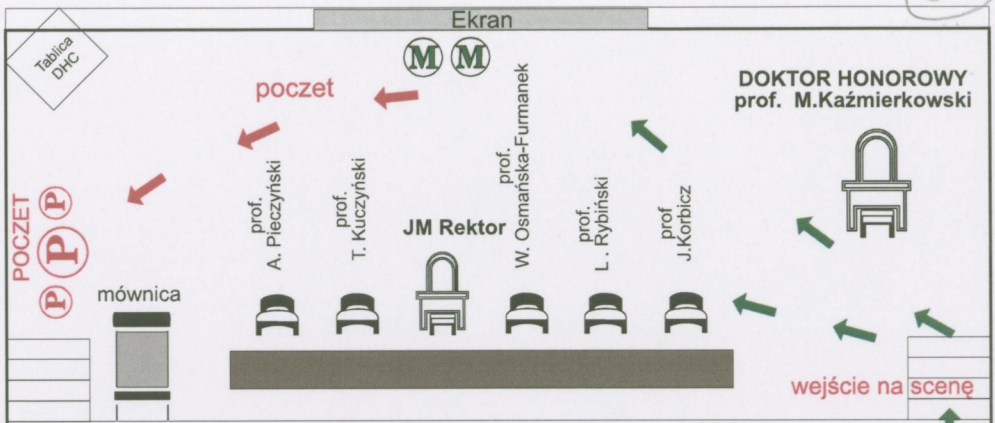 Ekran
Tablica
DHC
M M
poczet
DOKTOR HONOROWY
prof. M.Kaźmierkowski
POCZET
P
P
P
prof.
A. Pieczyński
prof.
T. Kuczyński
JM Rektor
prof.
W. Osmańska-Furmanek
prof.
L. Rybiński
prof
J.Korbicz
mównica
wejście na scenę